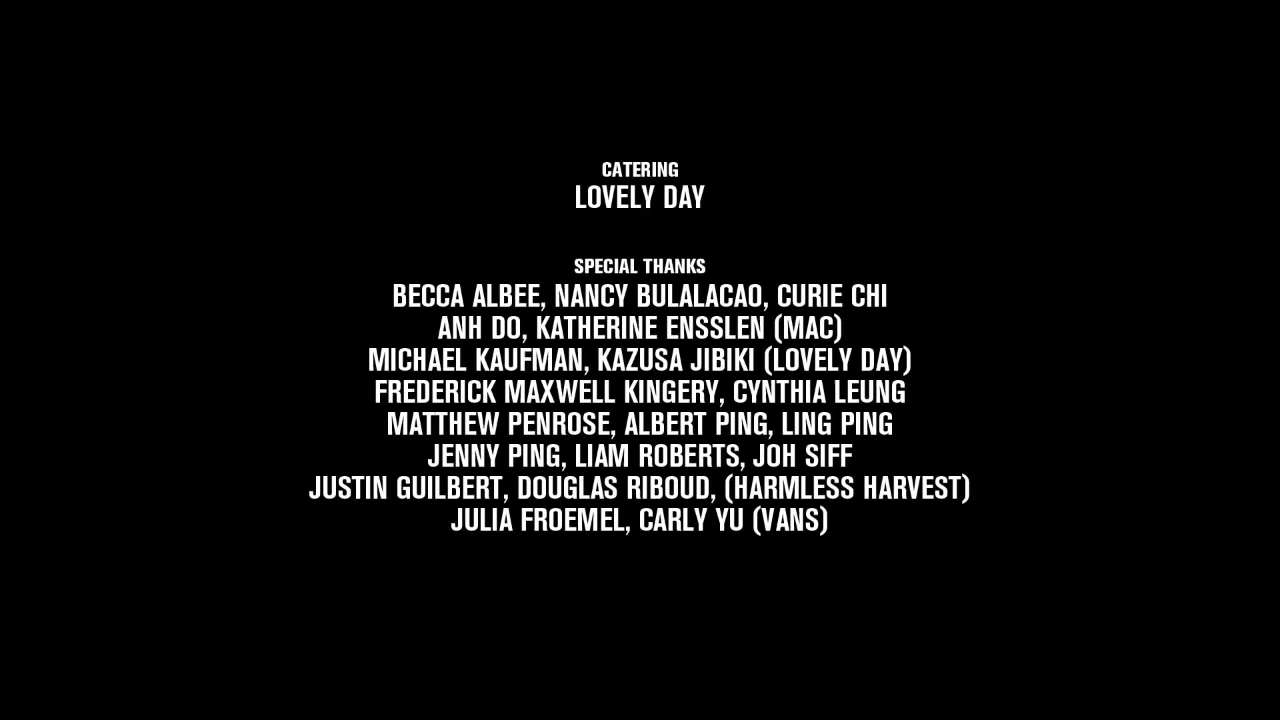 CATERING
LOVELY DAY
SPECIAL THANKS
BECCA ALBEE, NANCY BULALACAO, CURIE CHI
ANH DO, KATHERINE ENSSLEN (MAC)
MICHAEL KAUFMAN, KAZUSA JIBIKI (LOVELY DAY)
FREDERICK MAXWELL KINGERY, CYNTHIA LEUNG
MATTHEW PENROSE, ALBERT PING, LING PING
JENNY PING, LIAM ROBERTS, JOH SIFF
JUSTIN GUILBERT, DOUGLAS RIBOUD, (HARMLESS HARVEST)
JULIA FROEMEL, CARLY YU (VANS)